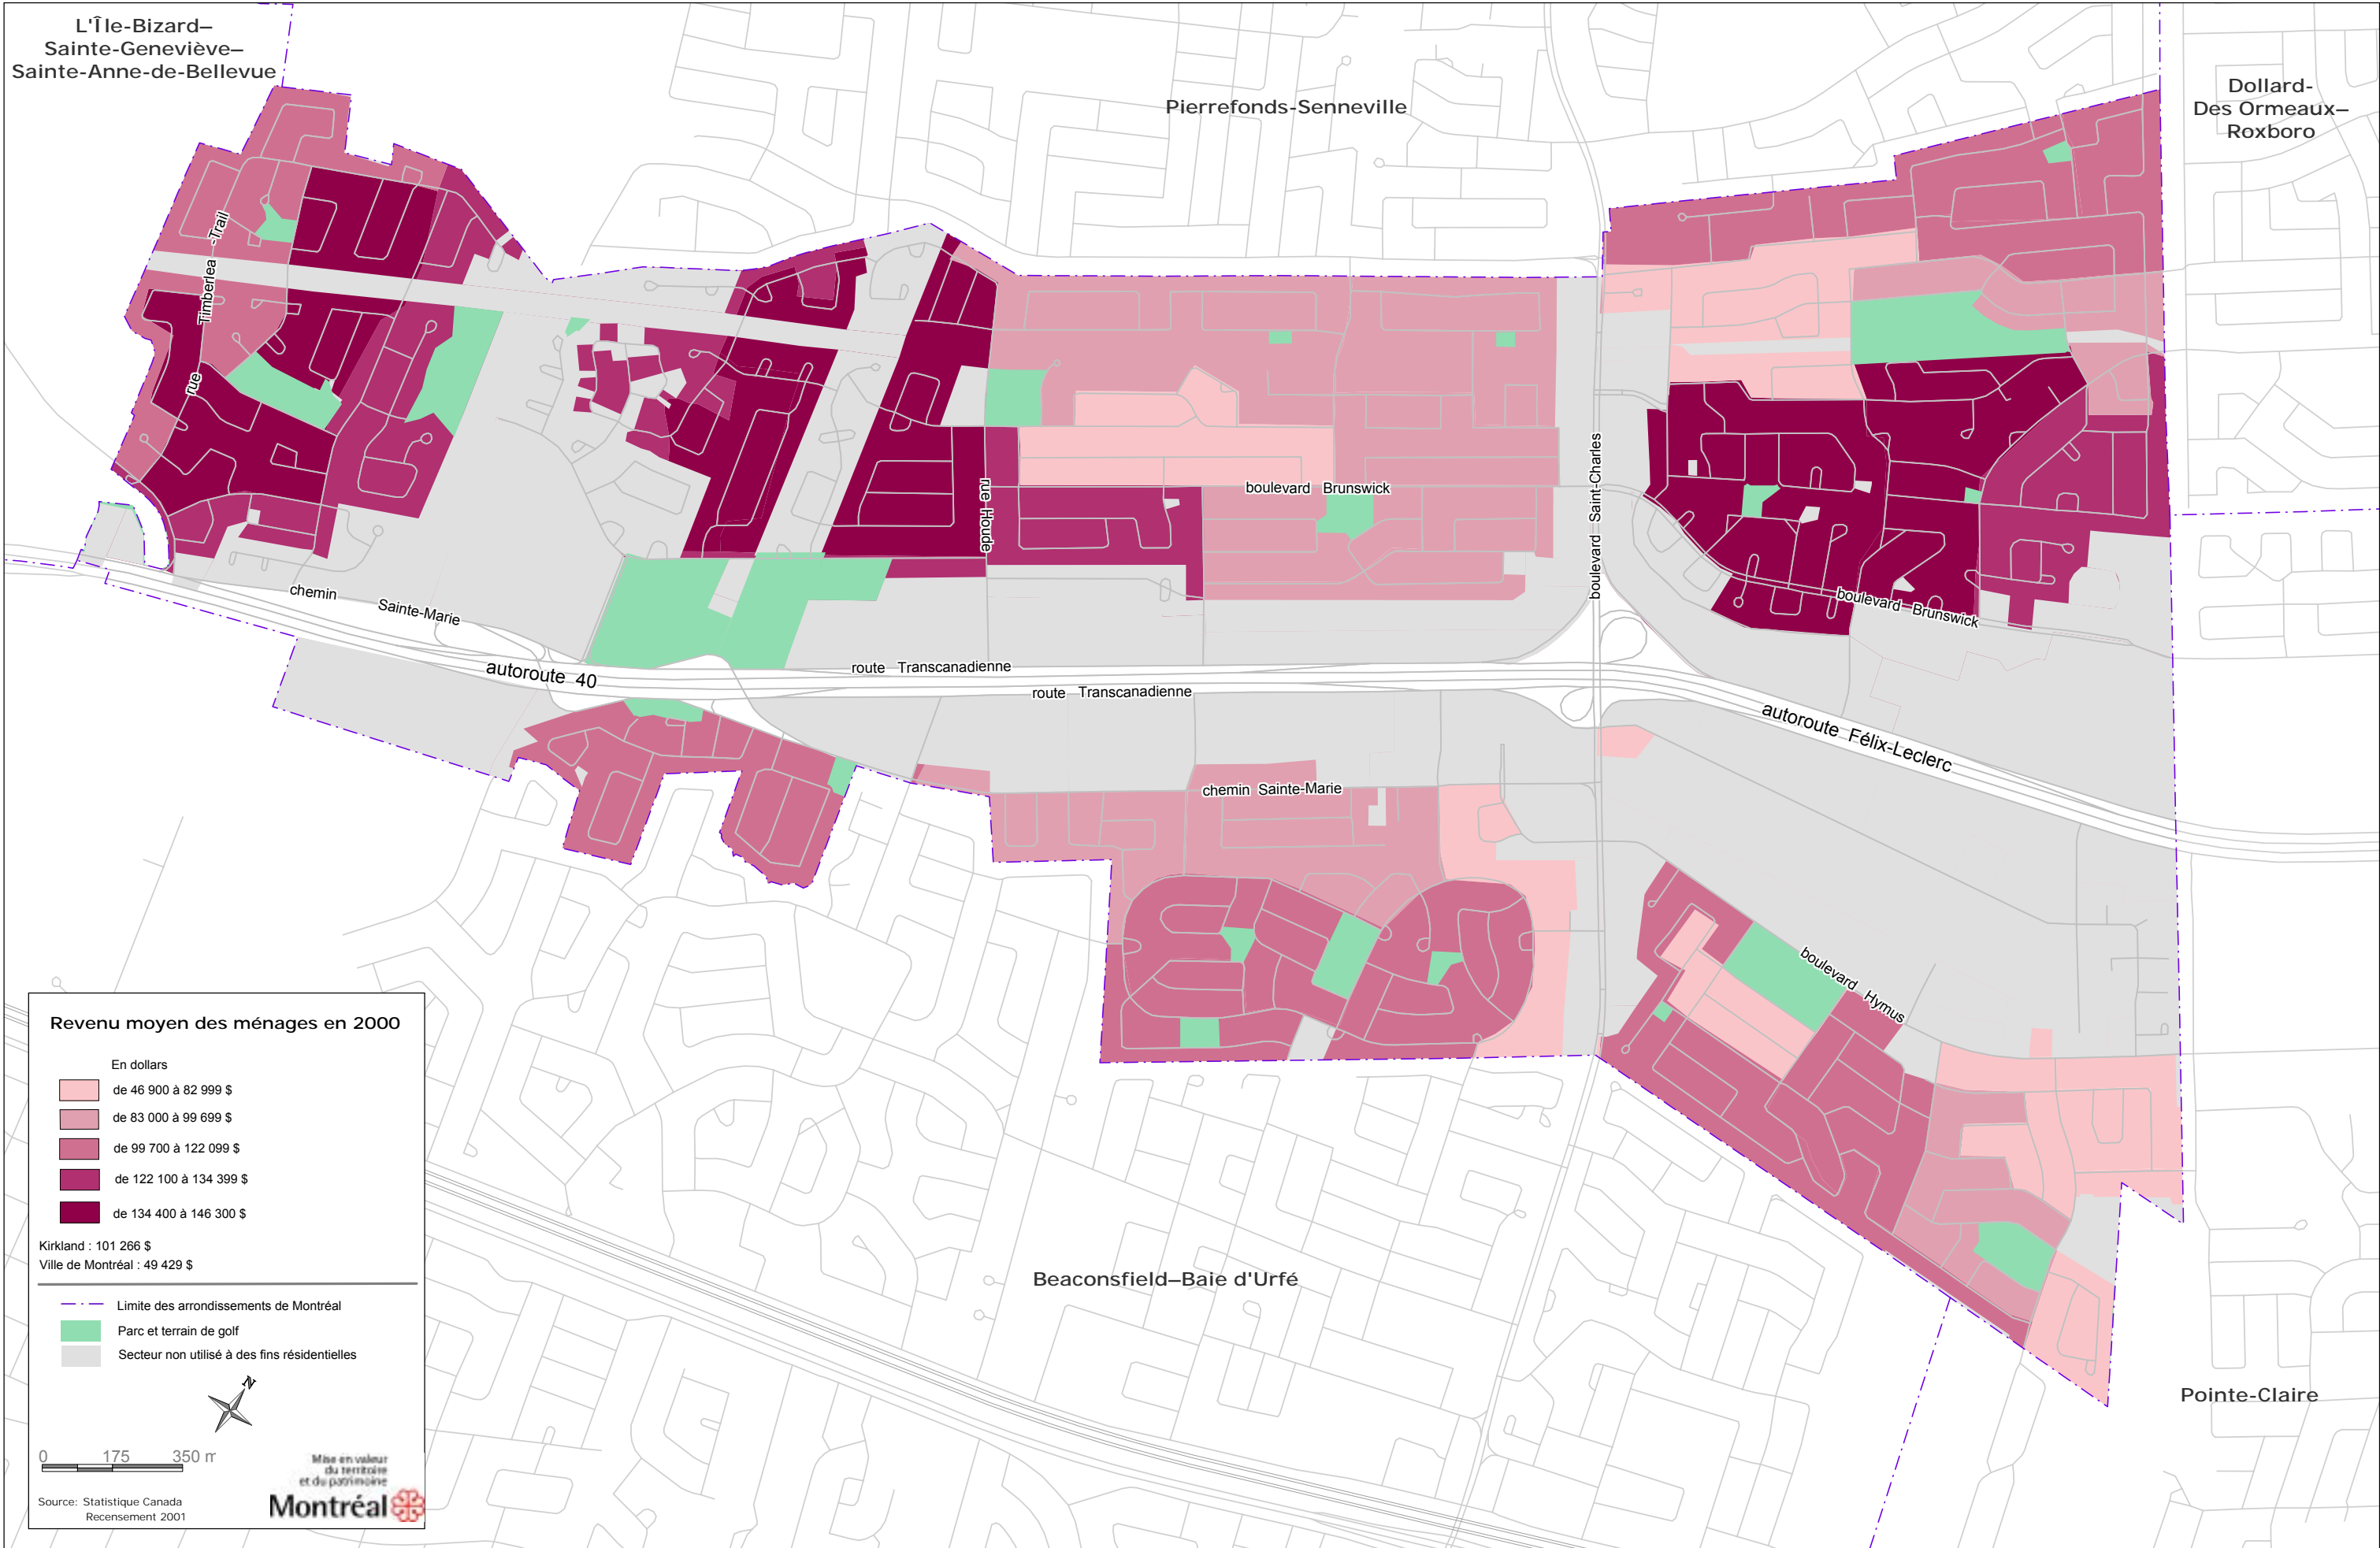 L'Île-Bizard–
Sainte-Geneviève–
Sainte-Anne-de-Bellevue
Pierrefonds-Senneville
Dollard-
Des Ormeaux–
Roxboro
rue Timberlea -Trail
rue Houde
boulevard Brunswick
boulevard Saint-Charles
boulevard Brunswick
chemin Sainte-Marie
autoroute 40
route Transcanadienne
route Transcanadienne
autoroute Félix-Leclerc
chemin Sainte-Marie
boulevard Hymus
Beaconsfield–Baie d'Urfé
Pointe-Claire
Revenu moyen des ménages en 2000
En dollars
de 46 900 à 82 999 $
de 83 000 à 99 699 $
de 99 700 à 122 099 $
de 122 100 à 134 399 $
de 134 400 à 146 300 $
Kirkland : 101 266 $
Ville de Montréal : 49 429 $
Limite des arrondissements de Montréal
Parc et terrain de golf
Secteur non utilisé à des fins résidentielles
N
0 175 350 m
Mise en valeur
du territoire
et du patrimoine
Montréal
Source: Statistique Canada
Recensement 2001